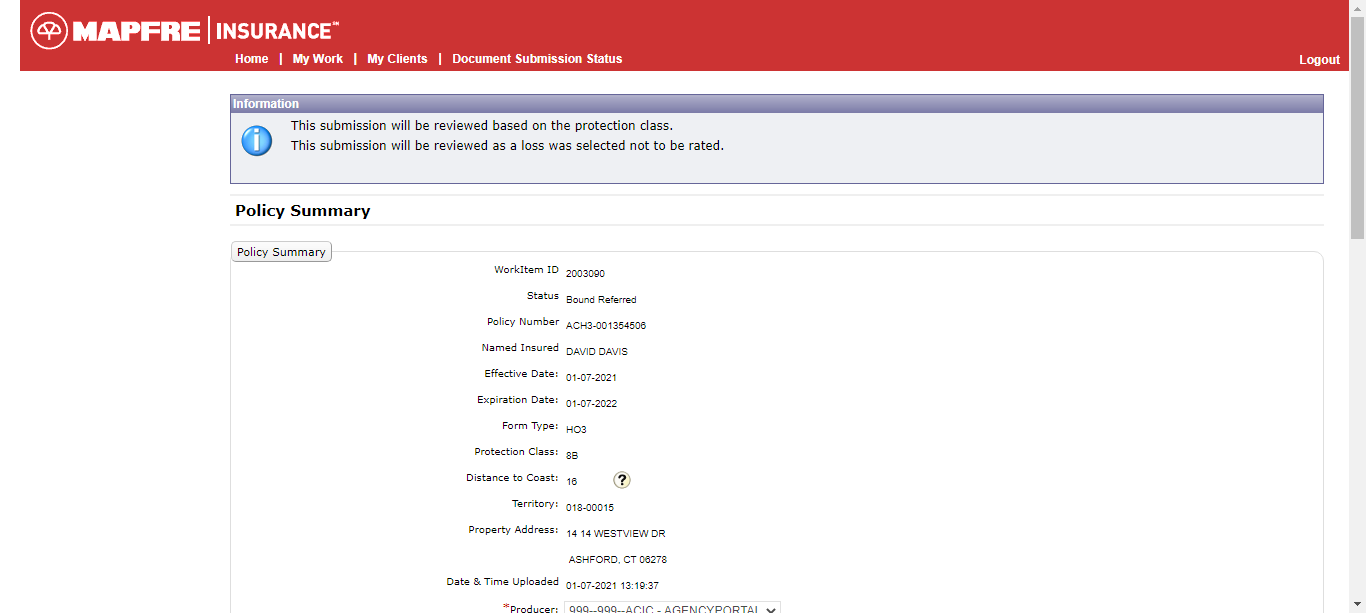 MAPFRE | INSURANCE℠
Home | My Work | My Clients | Document Submission Status
Logout
Information
This submission will be reviewed based on the protection class.
This submission will be reviewed as a loss was selected not to be rated.
Policy Summary
Policy Summary
WorkItem ID 2003090
Status Bound Referred
Policy Number ACH3-001354506
Named Insured DAVID DAVIS
Effective Date: 01-07-2021
Expiration Date: 01-07-2022
Form Type: HO3
Protection Class: 8B
Distance to Coast: 16 ?
Territory: 018-00015
Property Address: 14 14 WESTVIEW DR
ASHFORD, CT 06278
Date & Time Uploaded 01-07-2021 13:19:37
*Producer: 999--999--ACIC - AGENCYPORTAL